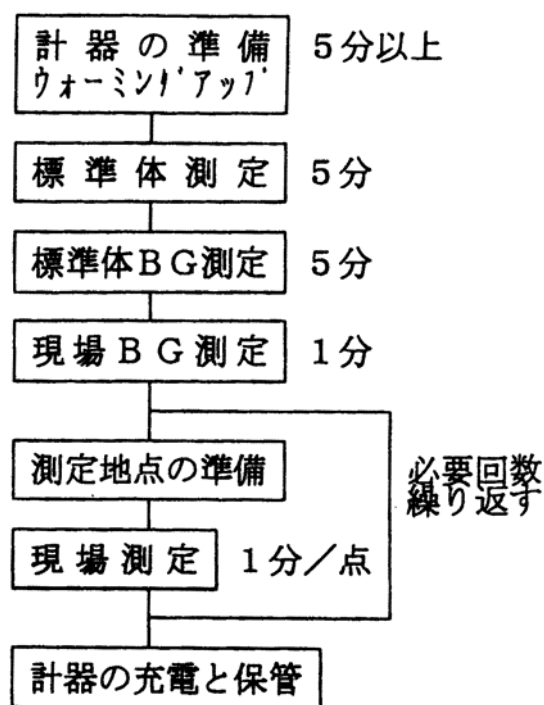 計器の準備 5分以上
ウォーミングアップ
標準体測定 5分
標準体BG測定 5分
現場BG測定 1分
測定地点の準備
必要回数
繰り返す
現場測定 1分／点
計器の充電と保管